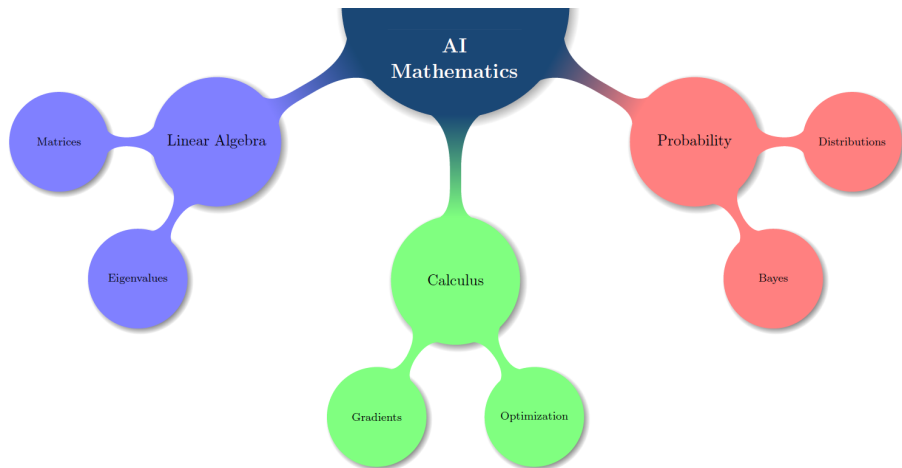 AI
Mathematics
Linear Algebra
Matrices
Eigenvalues
Calculus
Gradients
Optimization
Probability
Distributions
Bayes